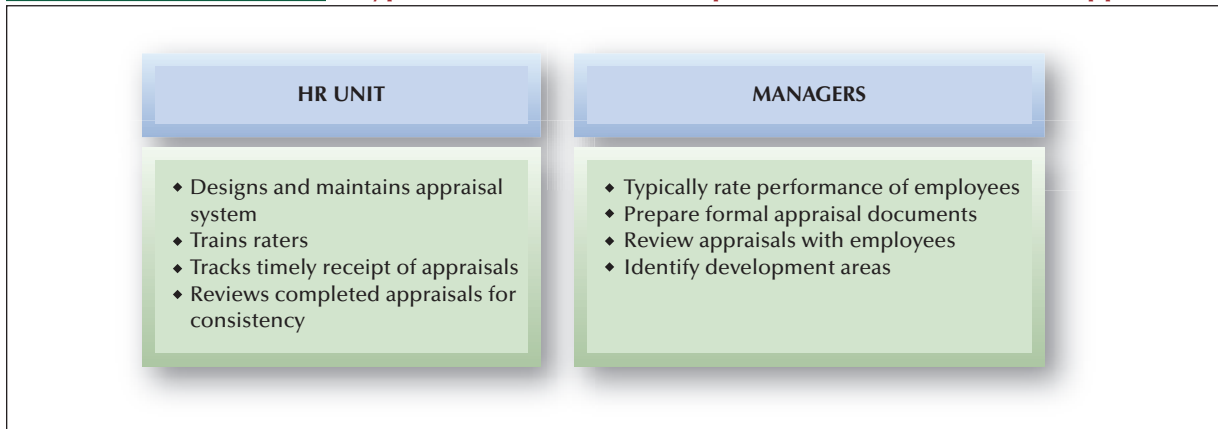 HR UNIT
◆ Designs and maintains appraisal
system
◆ Trains raters
◆ Tracks timely receipt of appraisals
◆ Reviews completed appraisals for
consistency
MANAGERS
◆ Typically rate performance of employees
◆ Prepare formal appraisal documents
◆ Review appraisals with employees
◆ Identify development areas